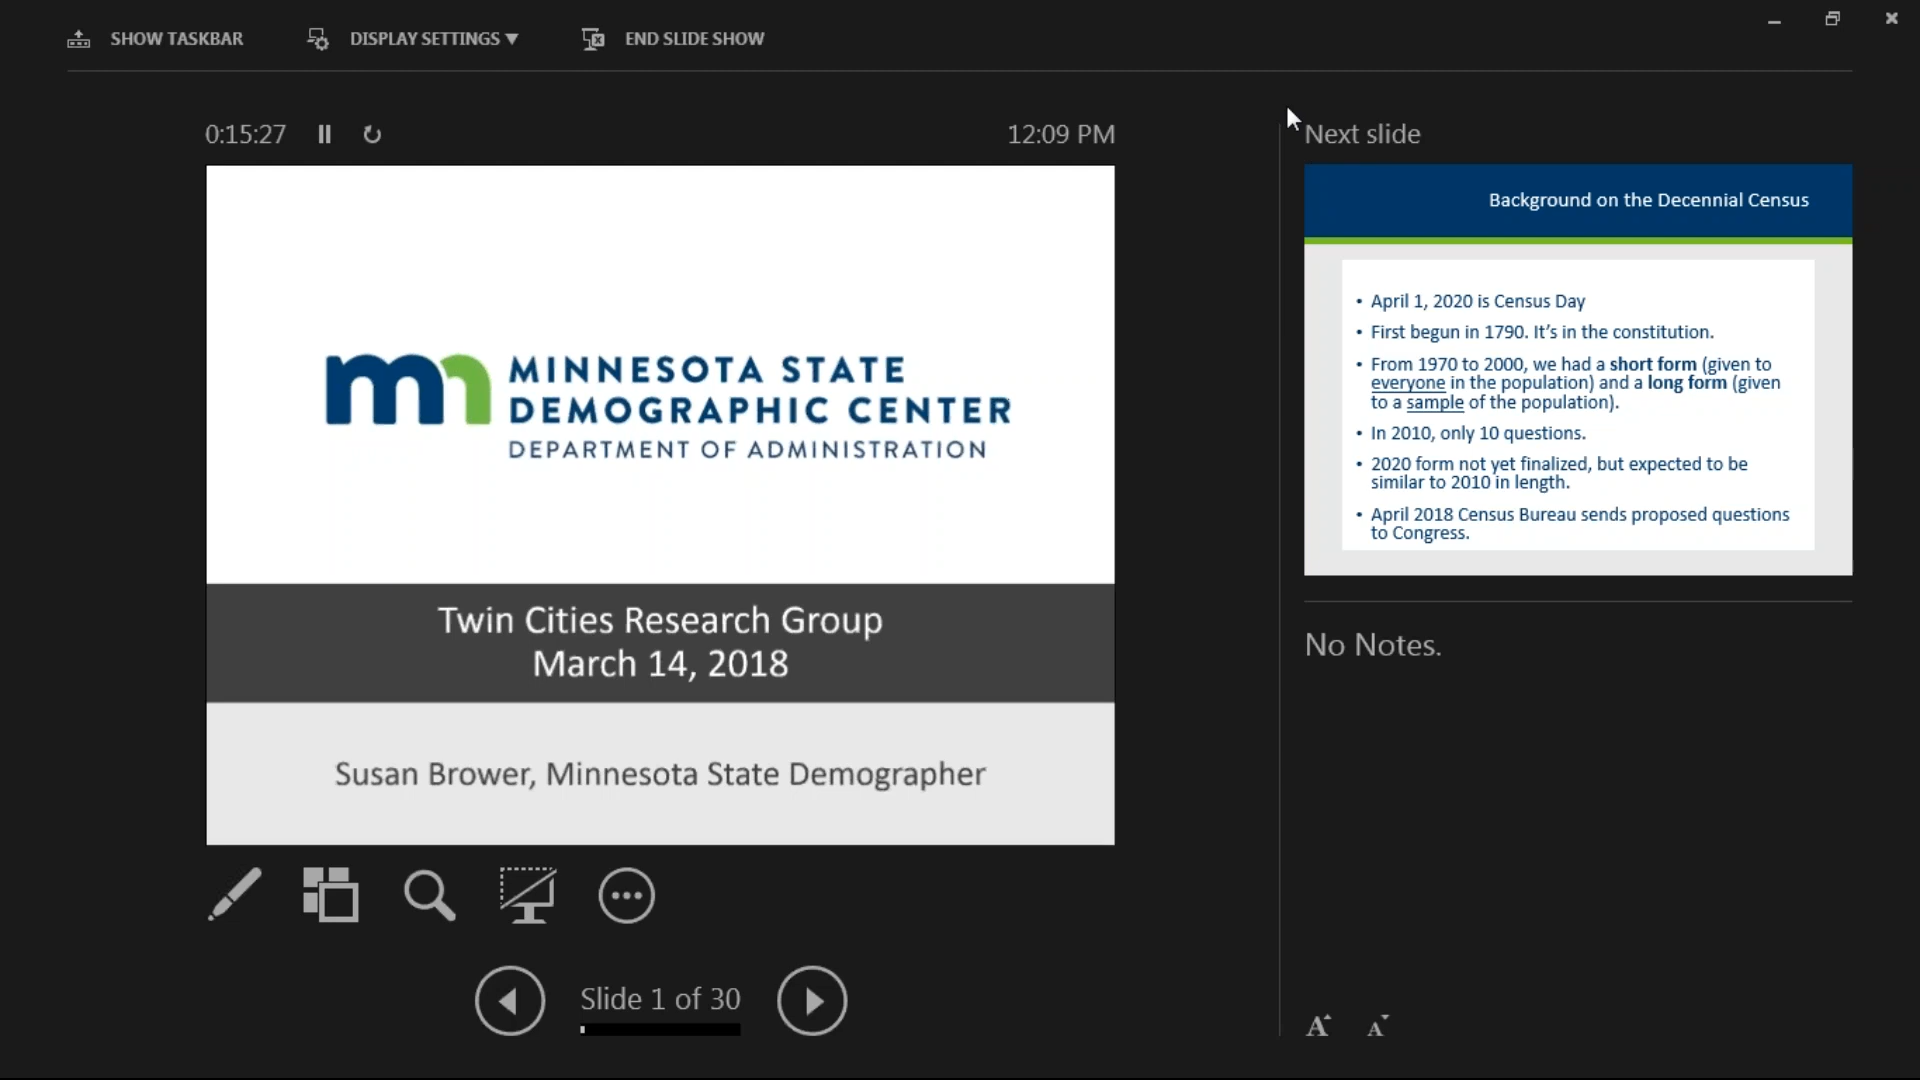 SHOW TASKBAR
DISPLAY SETTINGS ▼
END SLIDE SHOW
0:15:27
12:09 PM
MINNESOTA STATE
DEMOGRAPHIC CENTER
DEPARTMENT OF ADMINISTRATION
Twin Cities Research Group
March 14, 2018
Susan Brower, Minnesota State Demographer
Slide 1 of 30
Next slide
Background on the Decennial Census
• April 1, 2020 is Census Day
• First begun in 1790. It's in the constitution.
• From 1970 to 2000, we had a short form (given to
everyone in the population) and a long form (given
to a sample of the population).
• In 2010, only 10 questions.
• 2020 form not yet finalized, but expected to be
similar to 2010 in length.
• April 2018 Census Bureau sends proposed questions
to Congress.
No Notes.
A A